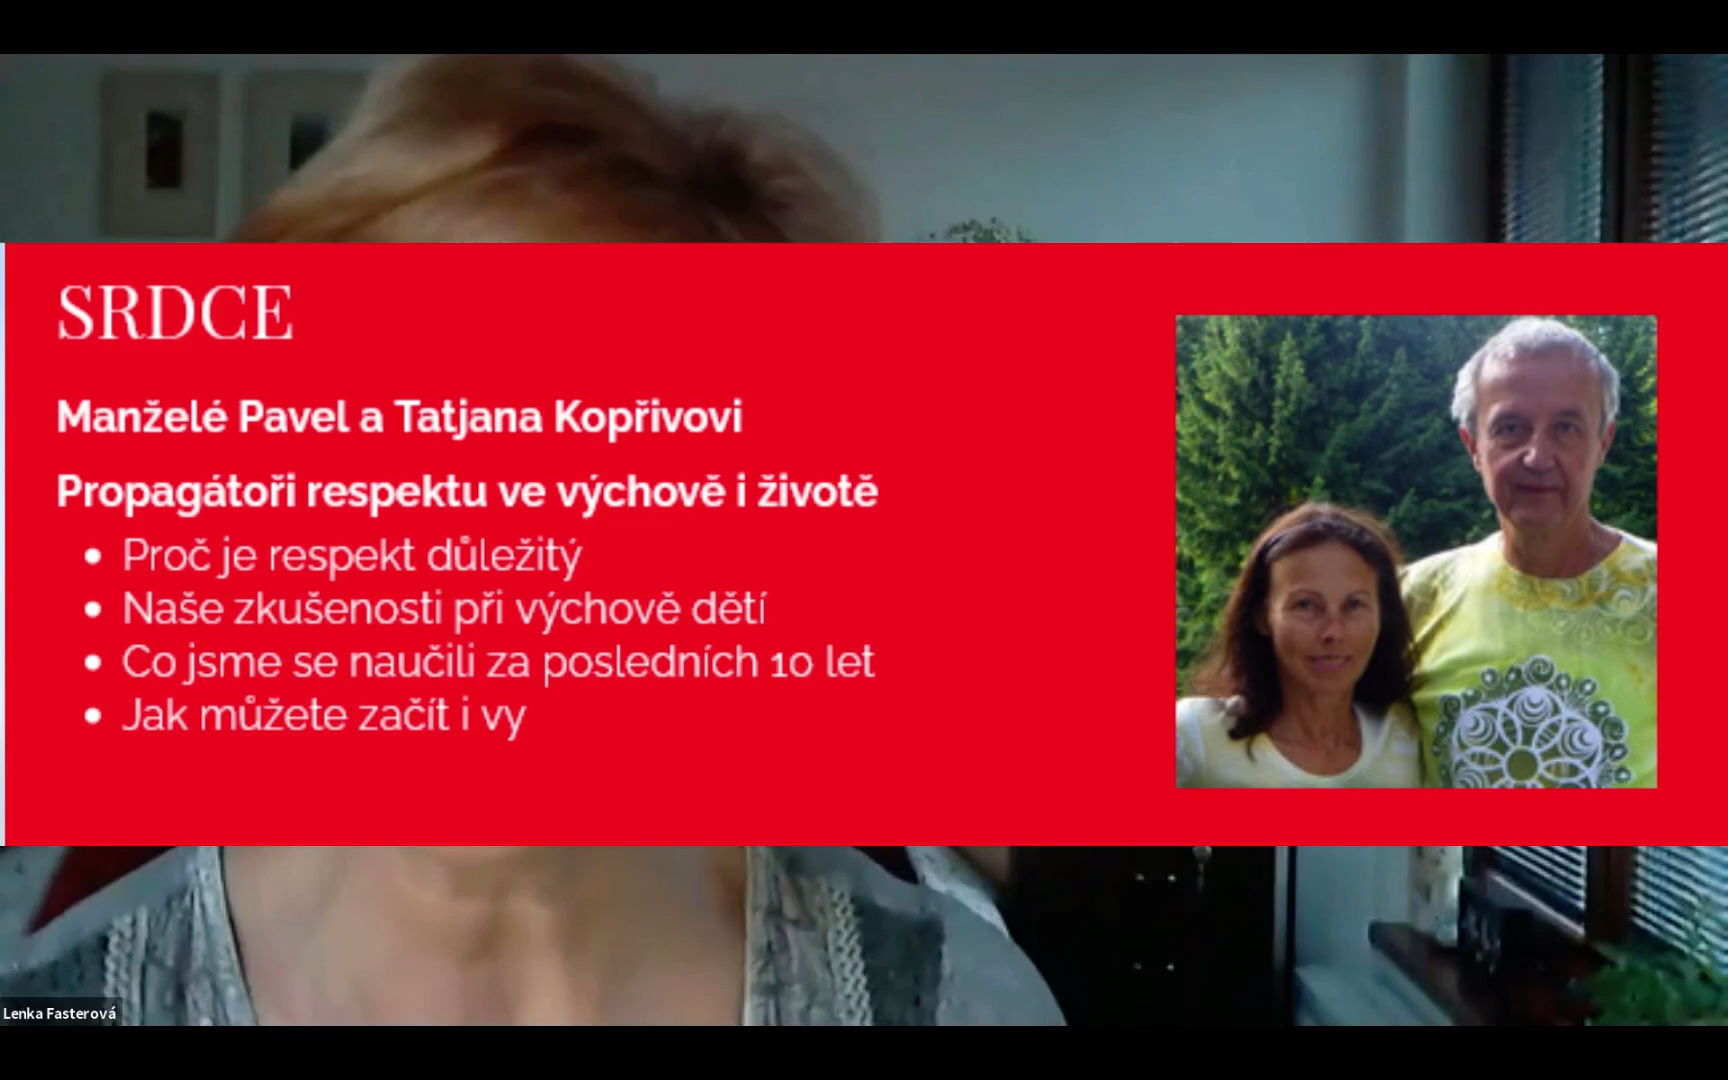 SRDCE
Manželé Pavel a Tatjana Kopřivovi
Propagátoři respektu ve výchově i životě
• Proč je respekt důležitý
• Naše zkušenosti při výchově dětí
• Co jsme se naučili za posledních 10 let
• Jak můžete začít i vy
Lenka Fasterová